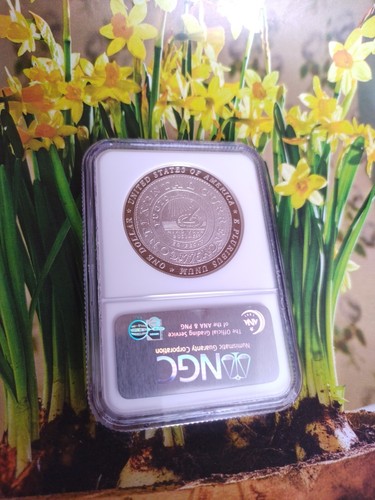 UNITED STATES OF AMERICA ★ E PLURIBUS UNUM ★ ONE DOLLAR ★
NGC
Numismatic Guaranty
Corporation
The Official Grading Service
of the ANA & PNG